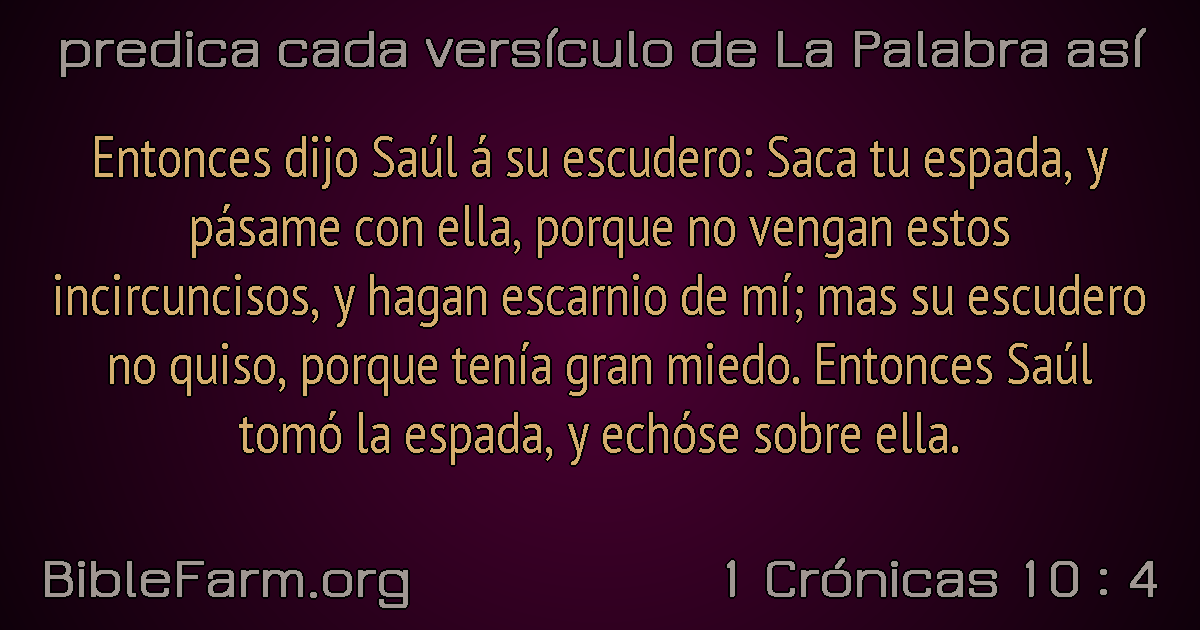 predica cada versículo de La Palabra así
Entonces dijo Saúl á su escudero: Saca tu espada, y
pásame con ella, porque no vengan estos
incircuncisos, y hagan escarnio de mí; mas su escudero
no quiso, porque tenía gran miedo. Entonces Saúl
tomó la espada, y echóse sobre ella.
BibleFarm.org
1 Crónicas 10 : 4